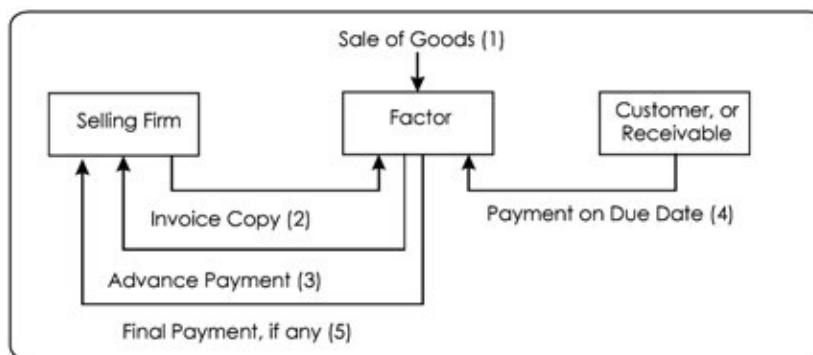 Sale of Goods (1)
Selling Firm
Factor
Customer, or
Receivable
Invoice Copy (2)
Payment on Due Date (4)
Advance Payment (3)
Final Payment, if any (5)